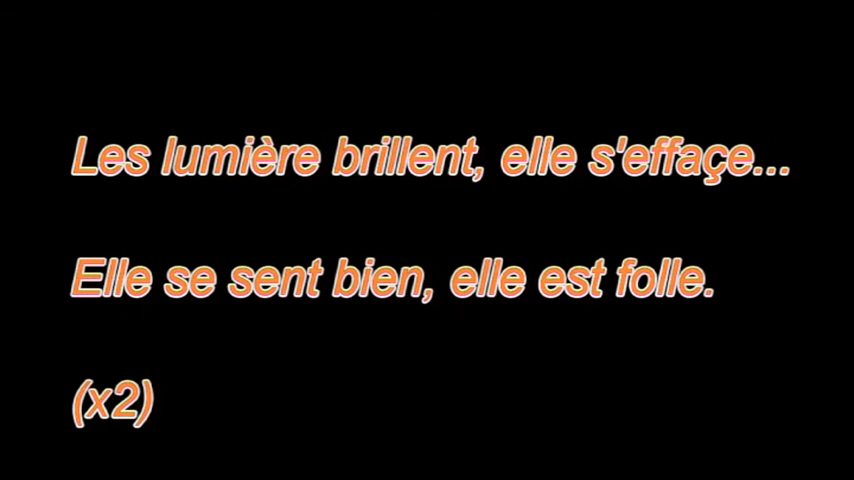 Les lumière brillent, elle s'effaçe...
Elle se sent bien, elle est folle.
(x2)